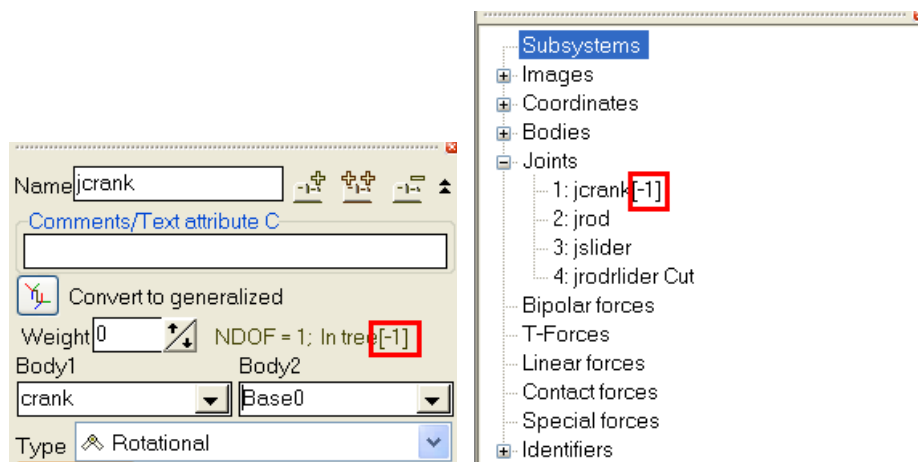 Name jcrank
Comments/Text attribute C
Convert to generalized
Weight 0 NDOF = 1; In tree[-1]
Body1 Body2
crank Base0
Type Rotational
Subsystems
Images
Coordinates
Bodies
Joints
1: jcrank[-1]
2: jrod
3: jslider
4: jrodrlider Cut
Bipolar forces
T-Forces
Linear forces
Contact forces
Special forces
Identifiers